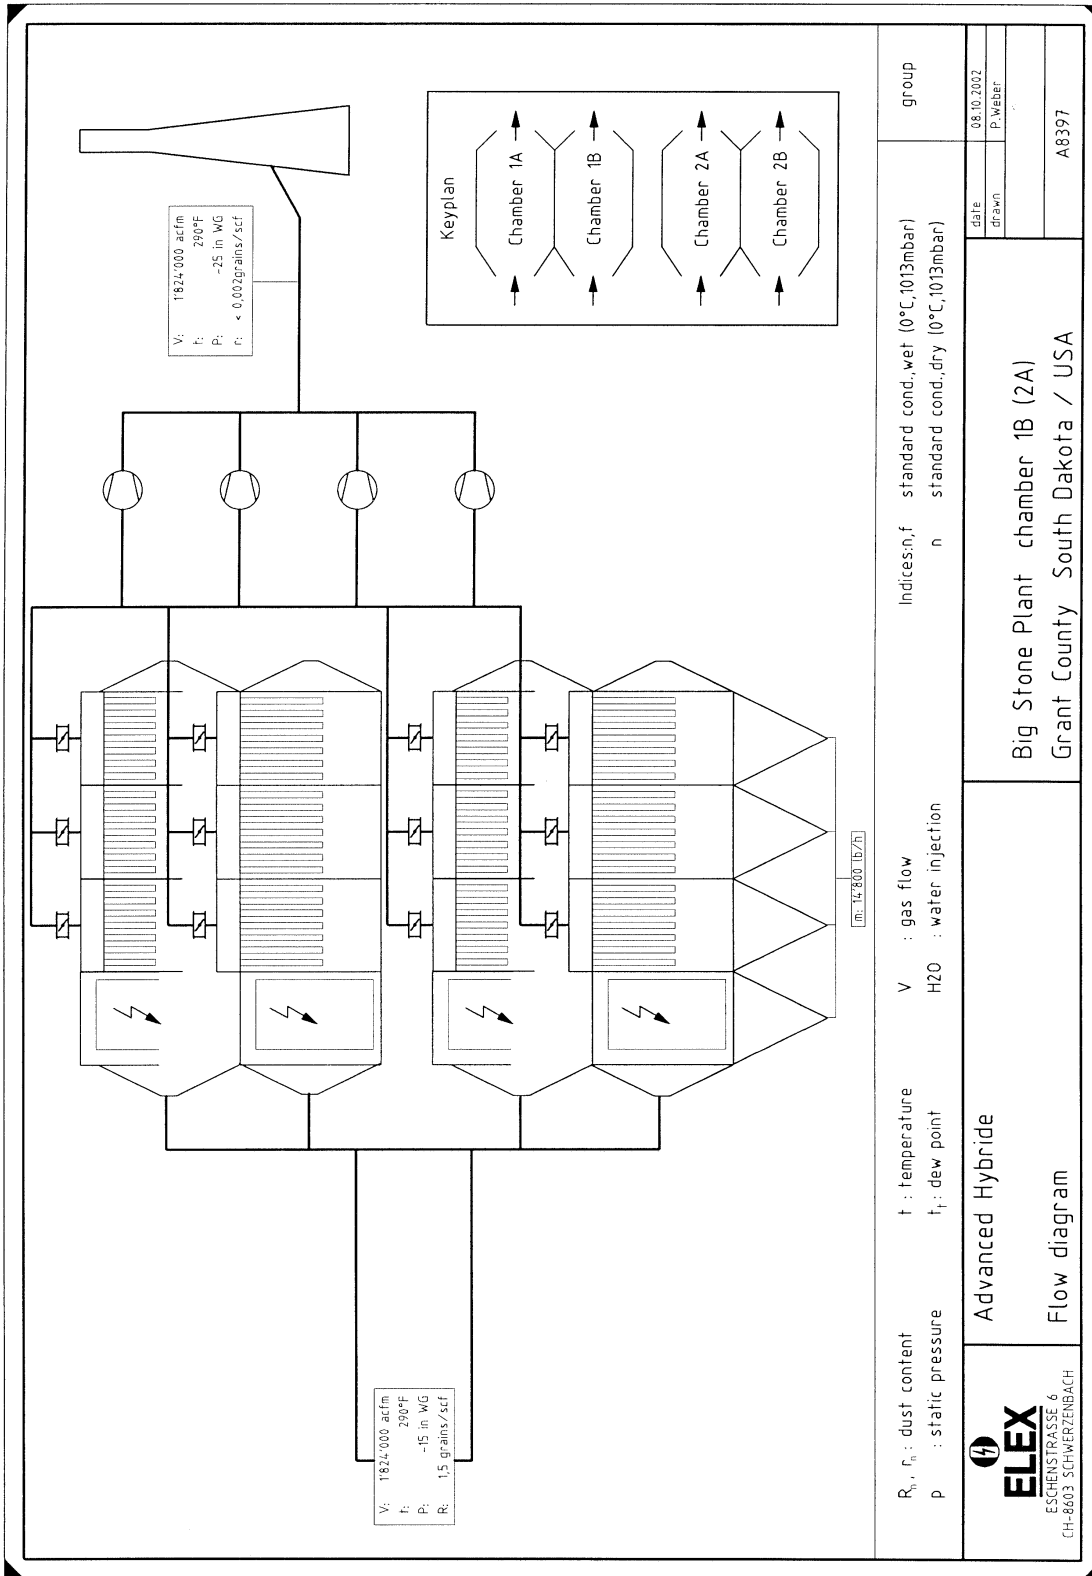 V: 1'824'000 acfm
t: 290°F
P: -15 in WG
R: 1,5 grains/scf
V: 1'824'000 acfm
t: 290°F
P: -25 in WG
r: < 0,002grains/scf
Keyplan
Chamber 1A
Chamber 1B
Chamber 2A
Chamber 2B
m: 14'800 lb/h
Rn, rn : dust content
t : temperature
V : gas flow
Indices:n,f standard cond.,wet (0°C,1013mbar)
group
p : static pressure
tτ : dew point
H2O : water injection
n standard cond.,dry (0°C,1013mbar)
ELEX
ESCHENSTRASSE 6
CH-8603 SCHWERZENBACH
Advanced Hybride
Flow diagram
Big Stone Plant chamber 1B (2A)
Grant County South Dakota / USA
date 08.10.2002
drawn P.Weber
A8397